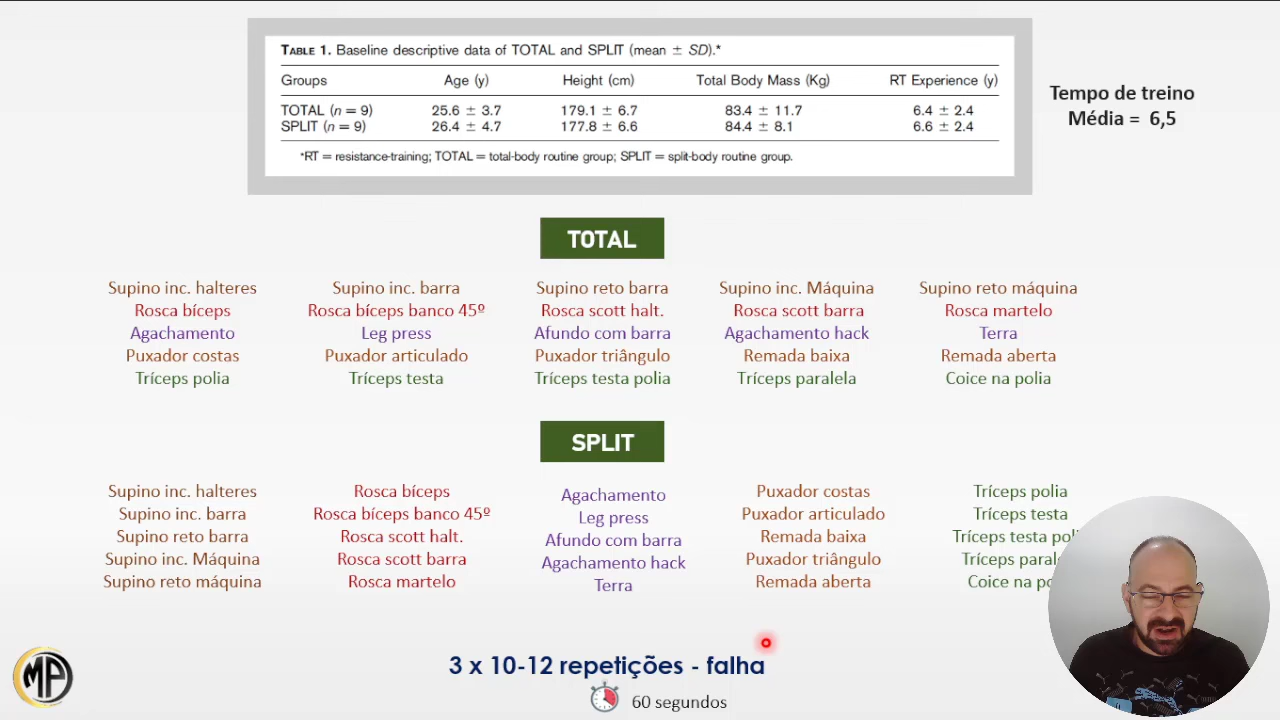 TABLE 1. Baseline descriptive data of TOTAL and SPLIT (mean ± SD).*
Groups Age (y) Height (cm) Total Body Mass (Kg) RT Experience (y)
TOTAL (n = 9) 25.6 ± 3.7 179.1 ± 6.7 83.4 ± 11.7 6.4 ± 2.4
SPLIT (n = 9) 26.4 ± 4.7 177.8 ± 6.6 84.4 ± 8.1 6.6 ± 2.4
*RT = resistance-training; TOTAL = total-body routine group; SPLIT = split-body routine group.
Tempo de treino
Média = 6,5
TOTAL
Supino inc. halteres Supino inc. barra Supino reto barra Supino inc. Máquina Supino reto máquina
Rosca bíceps Rosca bíceps banco 45º Rosca scott halt. Rosca scott barra Rosca martelo
Agachamento Leg press Afundo com barra Agachamento hack Terra
Puxador costas Puxador articulado Puxador triângulo Remada baixa Remada aberta
Tríceps polia Tríceps testa Tríceps testa polia Tríceps paralela Coice na polia
SPLIT
Supino inc. halteres Rosca bíceps Agachamento Puxador costas Tríceps polia
Supino inc. barra Rosca bíceps banco 45º Leg press Puxador articulado Tríceps testa
Supino reto barra Rosca scott halt. Afundo com barra Remada baixa Tríceps testa
Supino inc. Máquina Rosca scott barra Agachamento hack Puxador triângulo Tríceps
Supino reto máquina Rosca martelo Terra Remada aberta Coice na
3 x 10-12 repetições - falha
60 segundos
MP